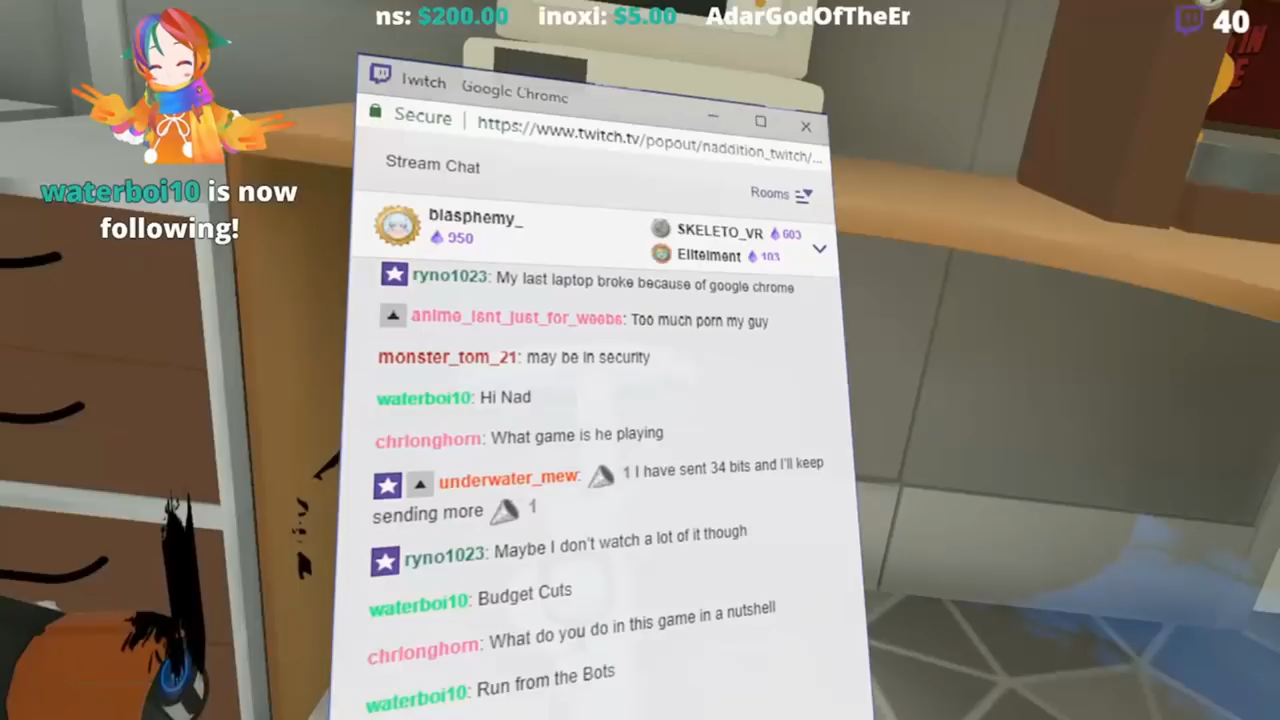 ns: $200.00 inoxl: $5.00 AdarGodOfTheEr
40
waterboi10 is now
following!
Twitch Google Chrome
Secure | https://www.twitch.tv/popout/naddition_twitch/...
Stream Chat
Rooms
blasphemy_
950
SKELETO_VR 603
Elitelment 103
ryno1023: My last laptop broke because of google chrome
anime_isnt_just_for_weebs: Too much porn my guy
monster_tom_21: may be in security
waterboi10: Hi Nad
chrlonghorn: What game is he playing
underwater_mew: 1 I have sent 34 bits and I'll keep
sending more 1
ryno1023: Maybe I don't watch a lot of it though
waterboi10: Budget Cuts
chrlonghorn: What do you do in this game in a nutshell
waterboi10: Run from the Bots